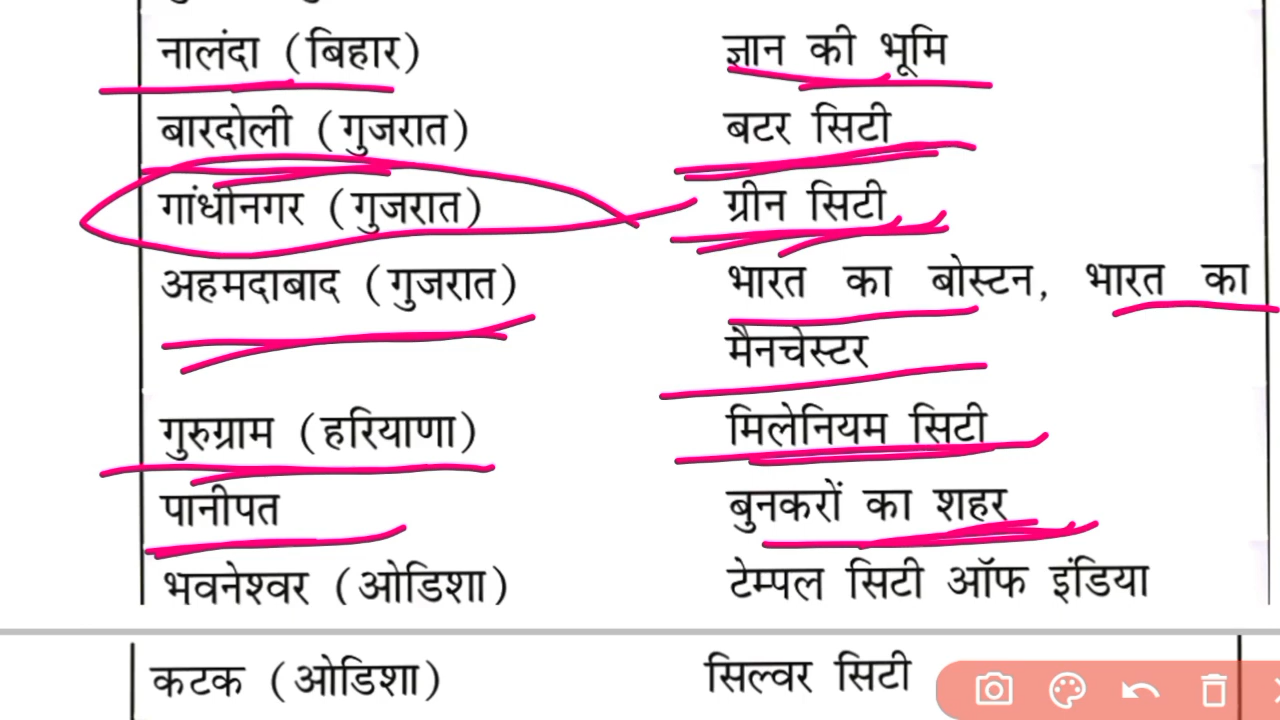 नालंदा (बिहार) ज्ञान की भूमि
बारदोली (गुजरात) बटर सिटी
गांधीनगर (गुजरात) ग्रीन सिटी
अहमदाबाद (गुजरात) भारत का बोस्टन, भारत का
मैनचेस्टर
गुरुग्राम (हरियाणा) मिलेनियम सिटी
पानीपत बुनकरों का शहर
भवनेश्वर (ओडिशा) टेम्पल सिटी ऑफ इंडिया
कटक (ओडिशा) सिल्वर सिटी